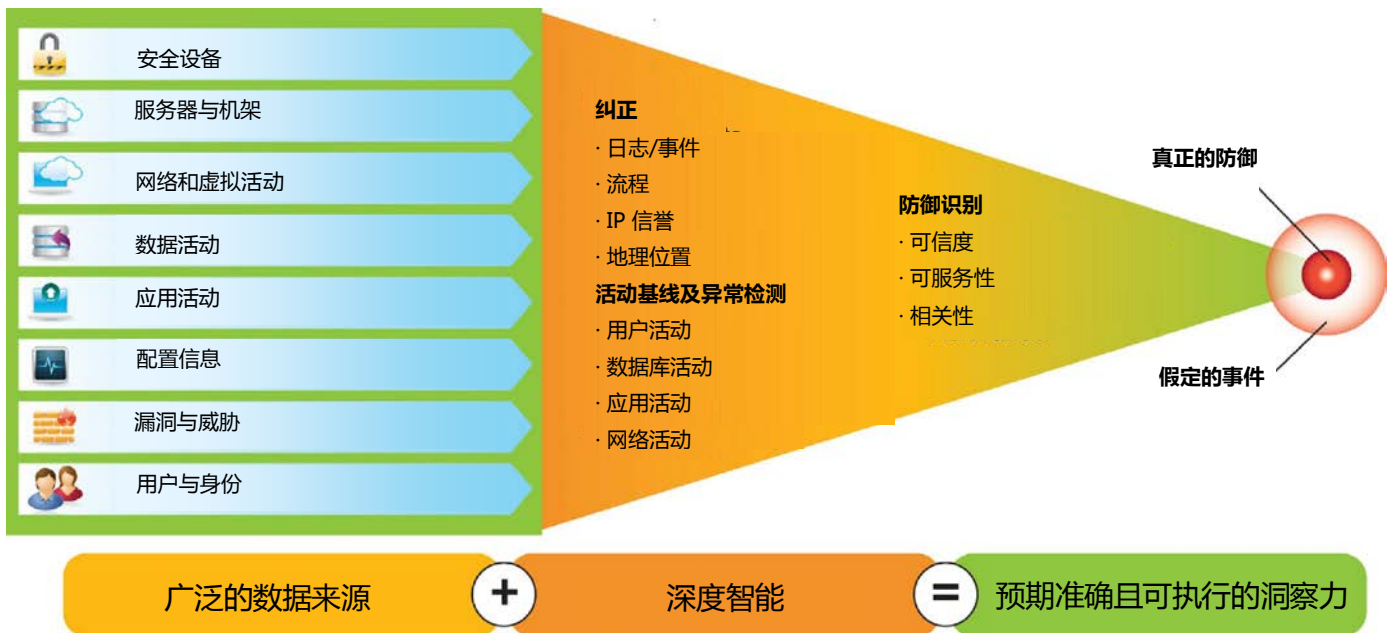 安全设备
服务器与机架
网络和虚拟活动
数据活动
应用活动
配置信息
漏洞与威胁
用户与身份
纠正
· 日志/事件
· 流程
· IP 信誉
· 地理位置
活动基线及异常检测
· 用户活动
· 数据库活动
· 应用活动
· 网络活动
防御识别
· 可信度
· 可服务性
· 相关性
真正的防御
假定的事件
广泛的数据来源
+
深度智能
=
预期准确且可执行的洞察力